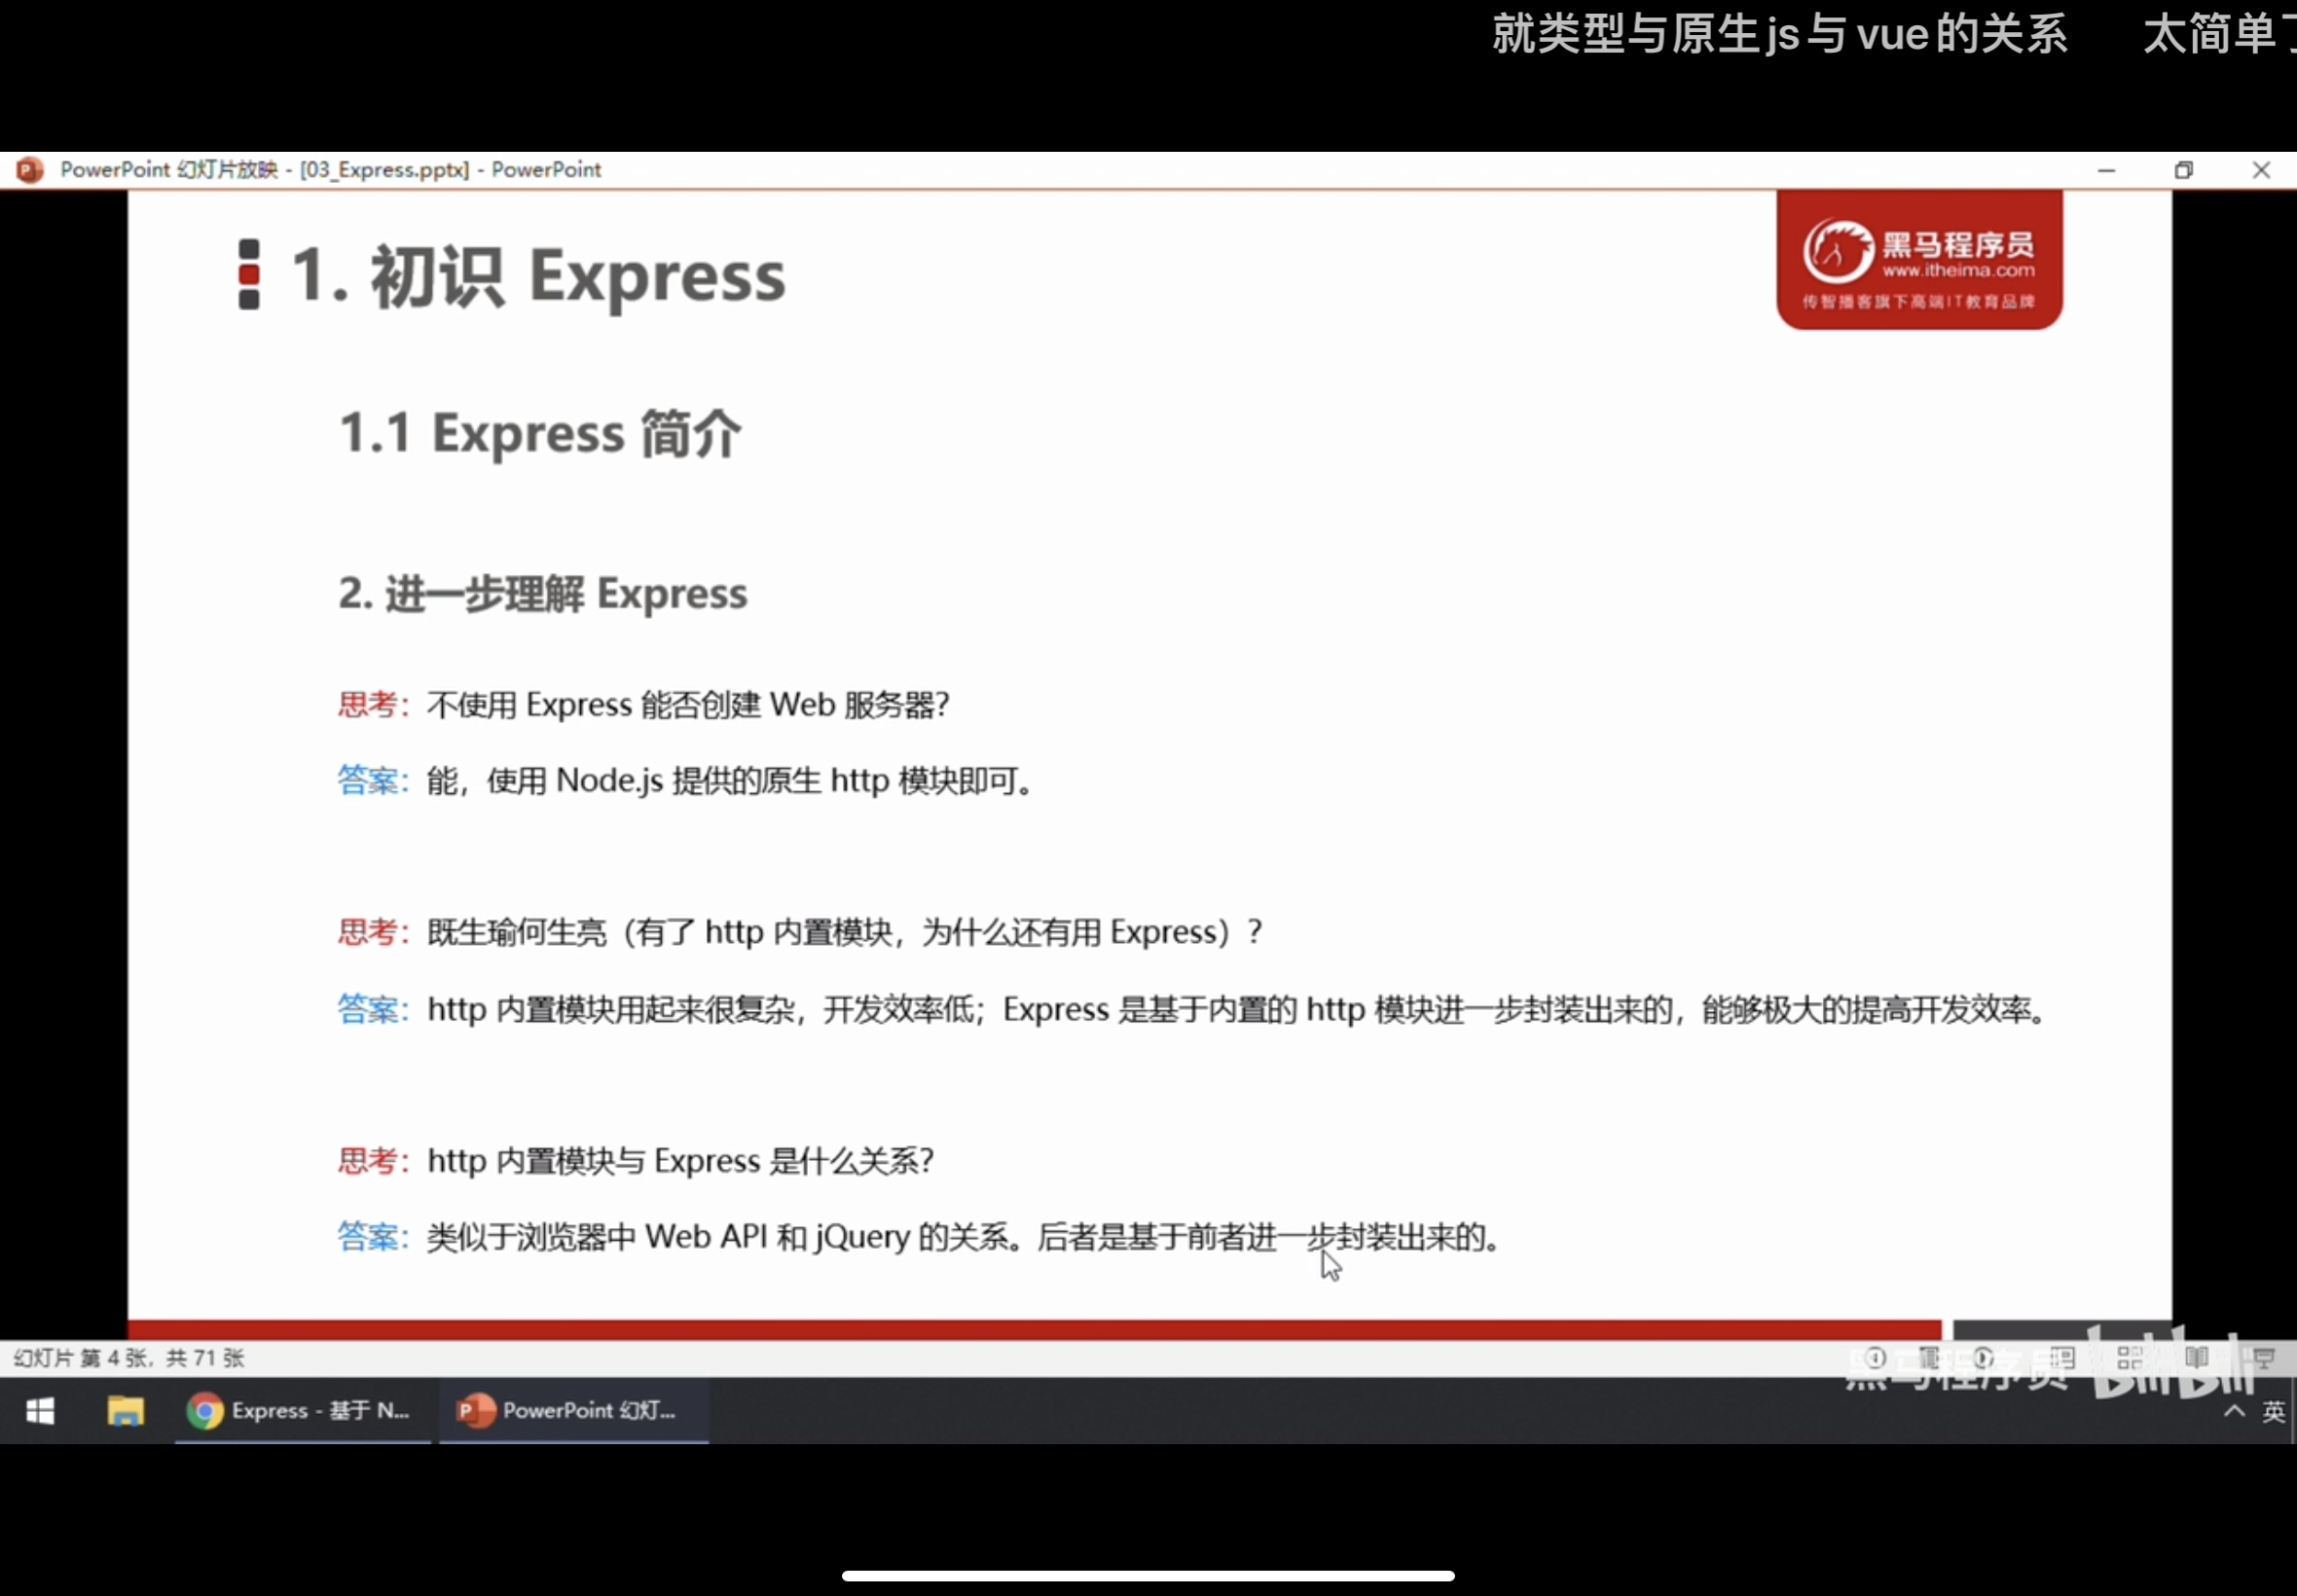 就类型与原生js与vue的关系
太简单了
PowerPoint 幻灯片放映 - [03_Express.pptx] - PowerPoint
1. 初识 Express
黑马程序员
www.itheima.com
传智播客旗下高端IT教育品牌
1.1 Express 简介
2. 进一步理解 Express
思考：不使用 Express 能否创建 Web 服务器？
答案：能，使用 Node.js 提供的原生 http 模块即可。
思考：既生瑜何生亮（有了 http 内置模块，为什么还有用 Express）？
答案：http 内置模块用起来很复杂，开发效率低；Express 是基于内置的 http 模块进一步封装出来的，能够极大的提高开发效率。
思考：http 内置模块与 Express 是什么关系？
答案：类似于浏览器中 Web API 和 jQuery 的关系。后者是基于前者进一步封装出来的。
幻灯片 第 4 张，共 71 张
黑马程序员 bilibili
Express - 基于 N...
PowerPoint 幻灯...
英